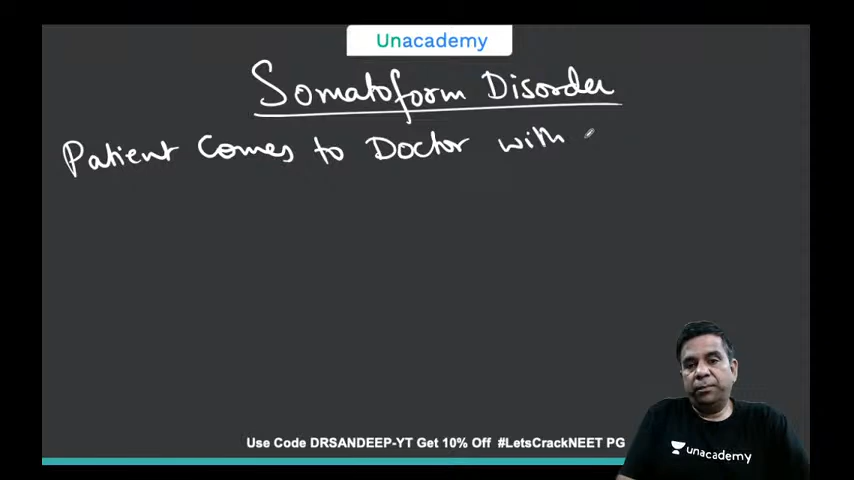 Unacademy
Somatoform Disorder
Patient Comes to Doctor with
Use Code DRSANDEEP-YT Get 10% Off #LetsCrackNEET PG
unacademy